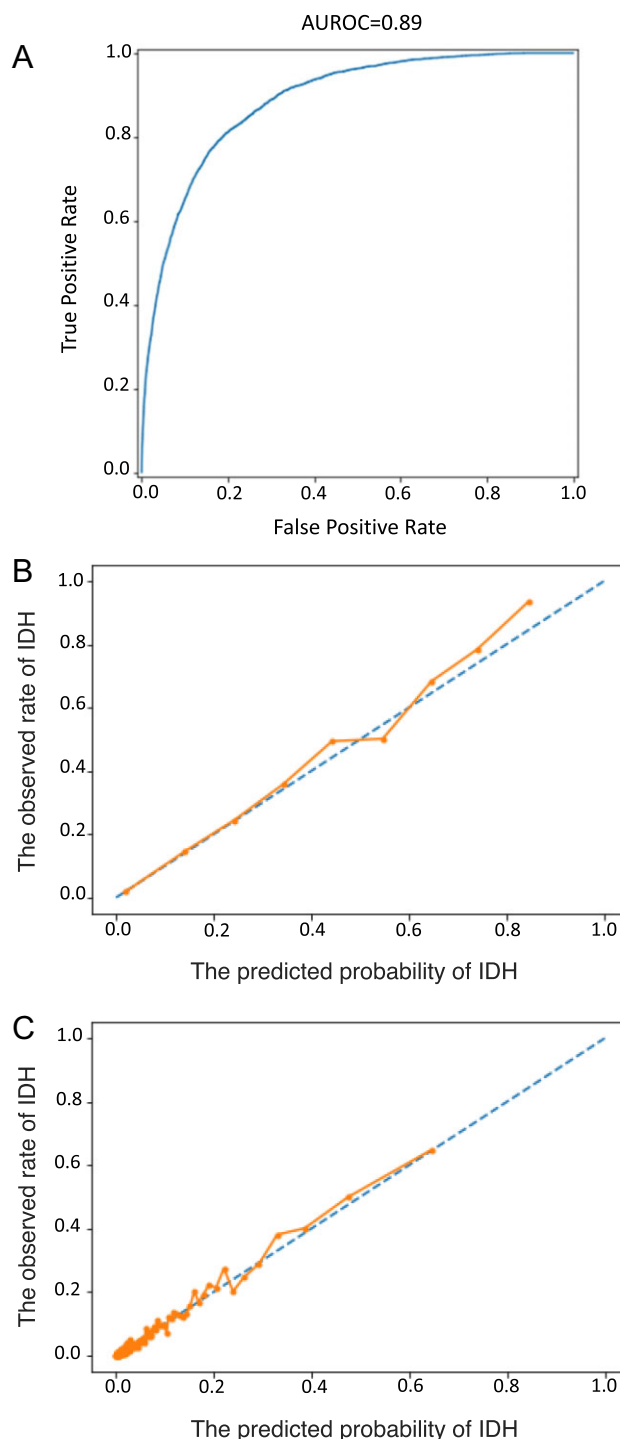 AUROC=0.89
A
1.0
0.8
0.6
0.4
0.2
0.0
True Positive Rate
0.0 0.2 0.4 0.6 0.8 1.0
False Positive Rate
B
1.0
0.8
0.6
0.4
0.2
0.0
The observed rate of IDH
0.0 0.2 0.4 0.6 0.8 1.0
The predicted probability of IDH
C
1.0
0.8
0.6
0.4
0.2
0.0
The observed rate of IDH
0.0 0.2 0.4 0.6 0.8 1.0
The predicted probability of IDH